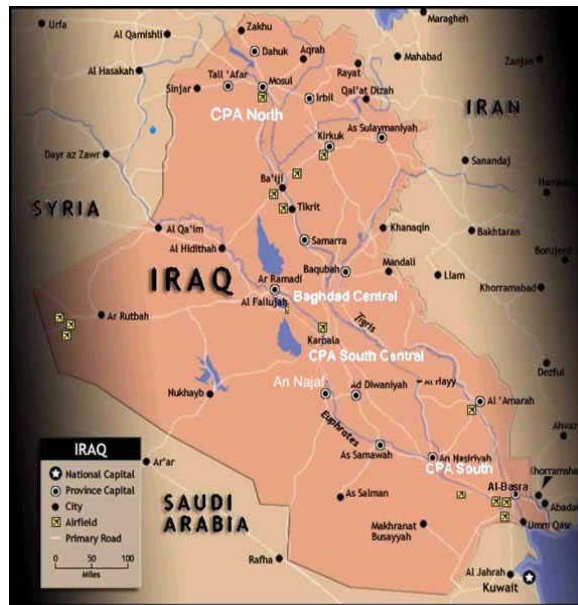 Urfa
Al Qamishli
Zakhu
Maragheh
Dahuk
Aqrah
Mahabad
Zanjan
Al Hasakah
Tall 'Afar
Mosul
Rayat
Sinjar
Irbil
Qal'at Dizah
CPA North
IRAN
Kirkuk
As Sulaymaniyah
Dayr az Zawr
Sanandaj
Ba'iji
SYRIA
Tikrit
Al Qa'im
Khanaqin
Bakhtaran
Samarra
Al Hidithah
Baqubah
Mandali
IRAQ
Llam
Ar Ramadi
Khorramabad
Baghdad Central
Al Fallujah
Ar Rutbah
Tigris
Karbala
CPA South Central
Dezful
An Najaf
Ad Diwaniyah
Nukhayb
Al 'Amarah
Euphrates
As Samawah
An Nasiriyah
CPA South
IRAQ
National Capital
Province Capital
City
Airfield
Primary Road
0 50 100
Miles
Ar'ar
SAUDI
ARABIA
As Salman
Al-Basra
Makhranat
Busayyah
Umm Qasr
Rafha
Al Jahrah
Kuwait